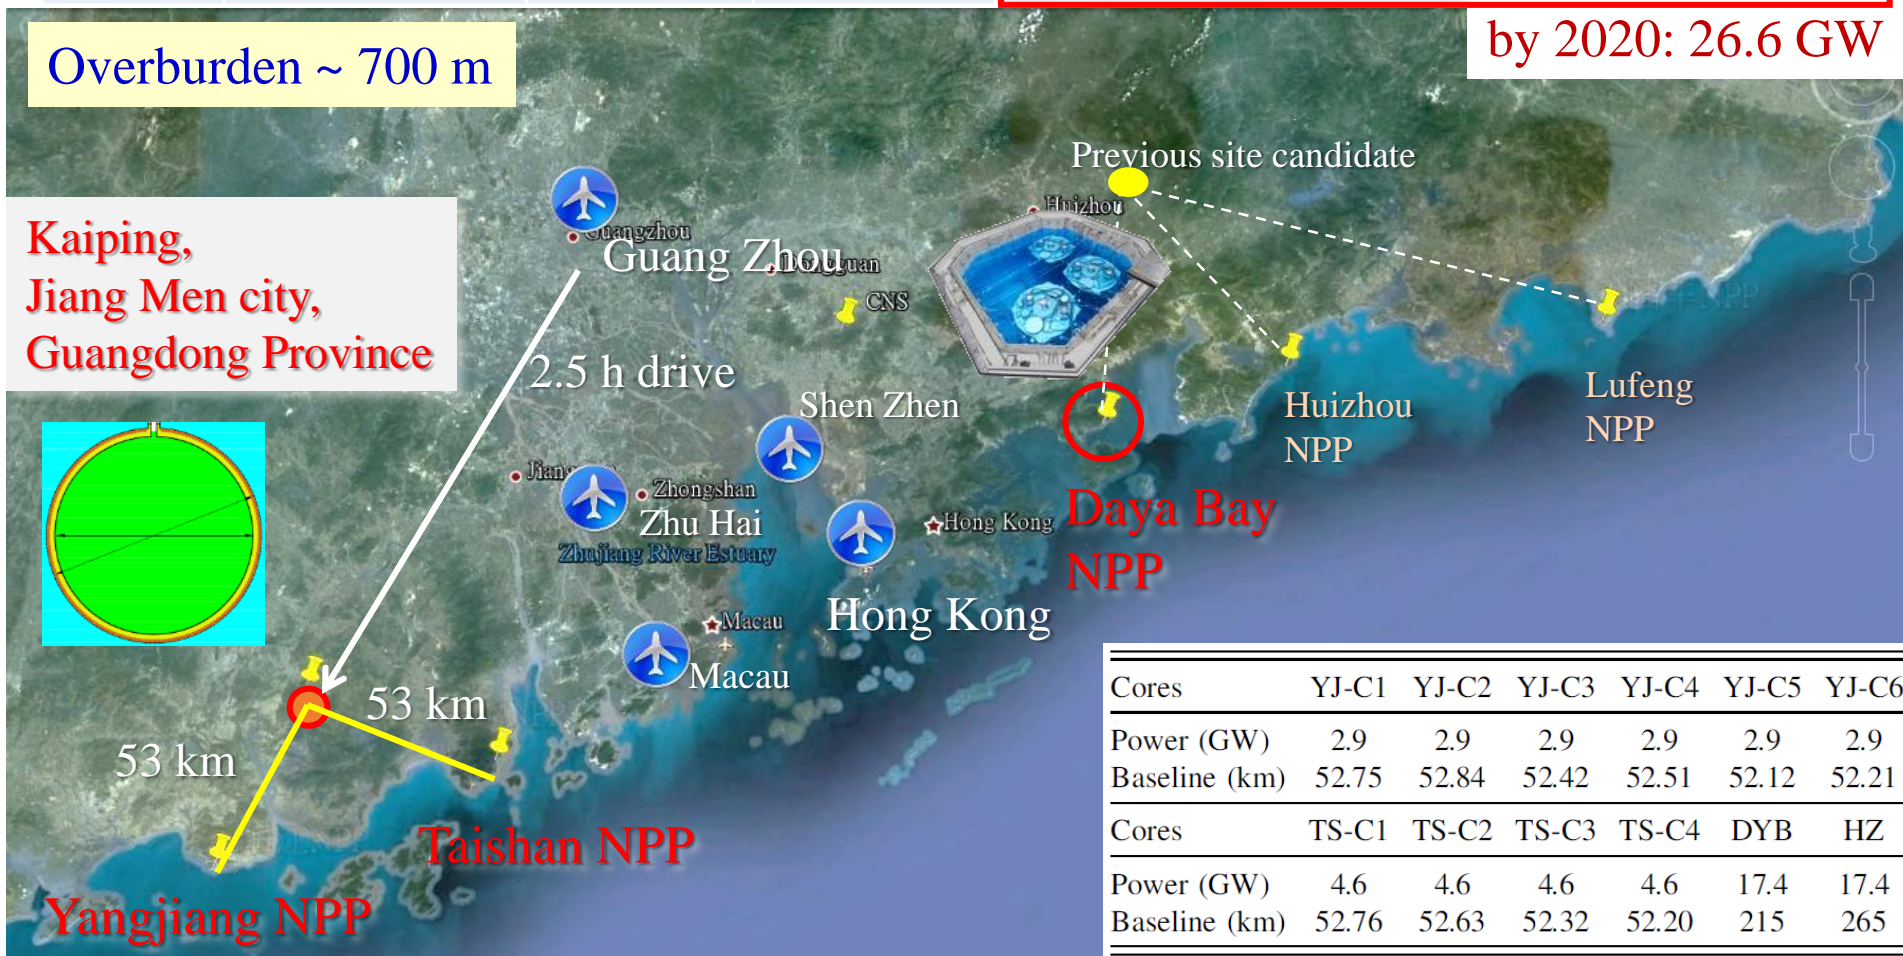 Overburden ~ 700 m
by 2020: 26.6 GW
Previous site candidate
Kaiping,
Jiang Men city,
Guangdong Province
Huizhou
Guangzhou
Guang Zhou
CNS
2.5 h drive
Shen Zhen
Huizhou
NPP
Lufeng
NPP
Zhongshan
Zhu Hai
Zhujiang River Estuary
Hong Kong
Daya Bay
NPP
Hong Kong
Macau
Macau
53 km
53 km
Taishan NPP
Yangjiang NPP
Cores YJ-C1 YJ-C2 YJ-C3 YJ-C4 YJ-C5 YJ-C6
Power (GW) 2.9 2.9 2.9 2.9 2.9 2.9
Baseline (km) 52.75 52.84 52.42 52.51 52.12 52.21
Cores TS-C1 TS-C2 TS-C3 TS-C4 DYB HZ
Power (GW) 4.6 4.6 4.6 4.6 17.4 17.4
Baseline (km) 52.76 52.63 52.32 52.20 215 265